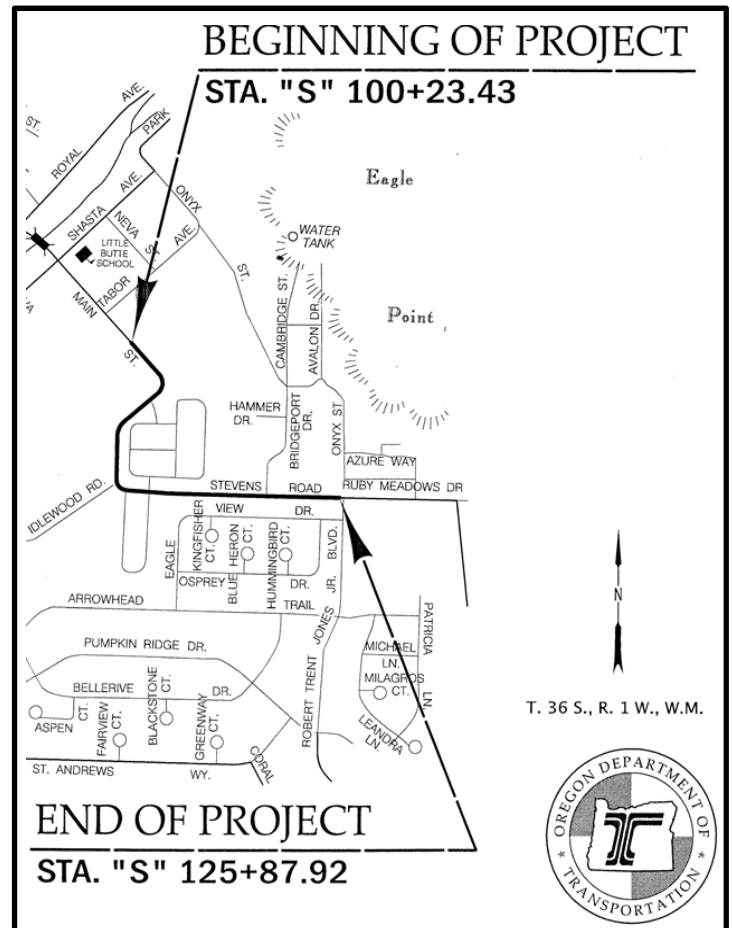 BEGINNING OF PROJECT
STA. "S" 100+23.43
ROYAL AVE.
ST.
PARK
SHASTA AVE.
ONYX ST.
NEVA ST.
TABOR AVE.
LITTLE
BUTTE
SCHOOL
MAIN ST.
VA
Eagle
WATER
TANK
Point
CAMBRIDGE ST.
AVALON DR.
HAMMER
DR.
BRIDGEPORT
DR.
ONYX ST
AZURE WAY
STEVENS ROAD
RUBY MEADOWS DR
IDLEWOOD RD.
VIEW DR.
EAGLE
KINGFISHER
CT.
BLUE HERON
CT.
HUMMINGBIRD
CT.
OSPREY DR.
ARROWHEAD TRAIL
ROBERT TRENT JONES JR. BLVD.
PUMPKIN RIDGE DR.
PATRICIA LN.
MICHAEL
LN.
MILAGROS
CT.
LEANDRA
LN.
BELLERIVE DR.
ASPEN CT.
FAIRVIEW
CT.
BLACKSTONE
CT.
GREENWAY
CT.
CORAL
ST. ANDREWS WY.
N
T. 36 S., R. 1 W., W.M.
OREGON DEPARTMENT OF
TRANSPORTATION
END OF PROJECT
STA. "S" 125+87.92